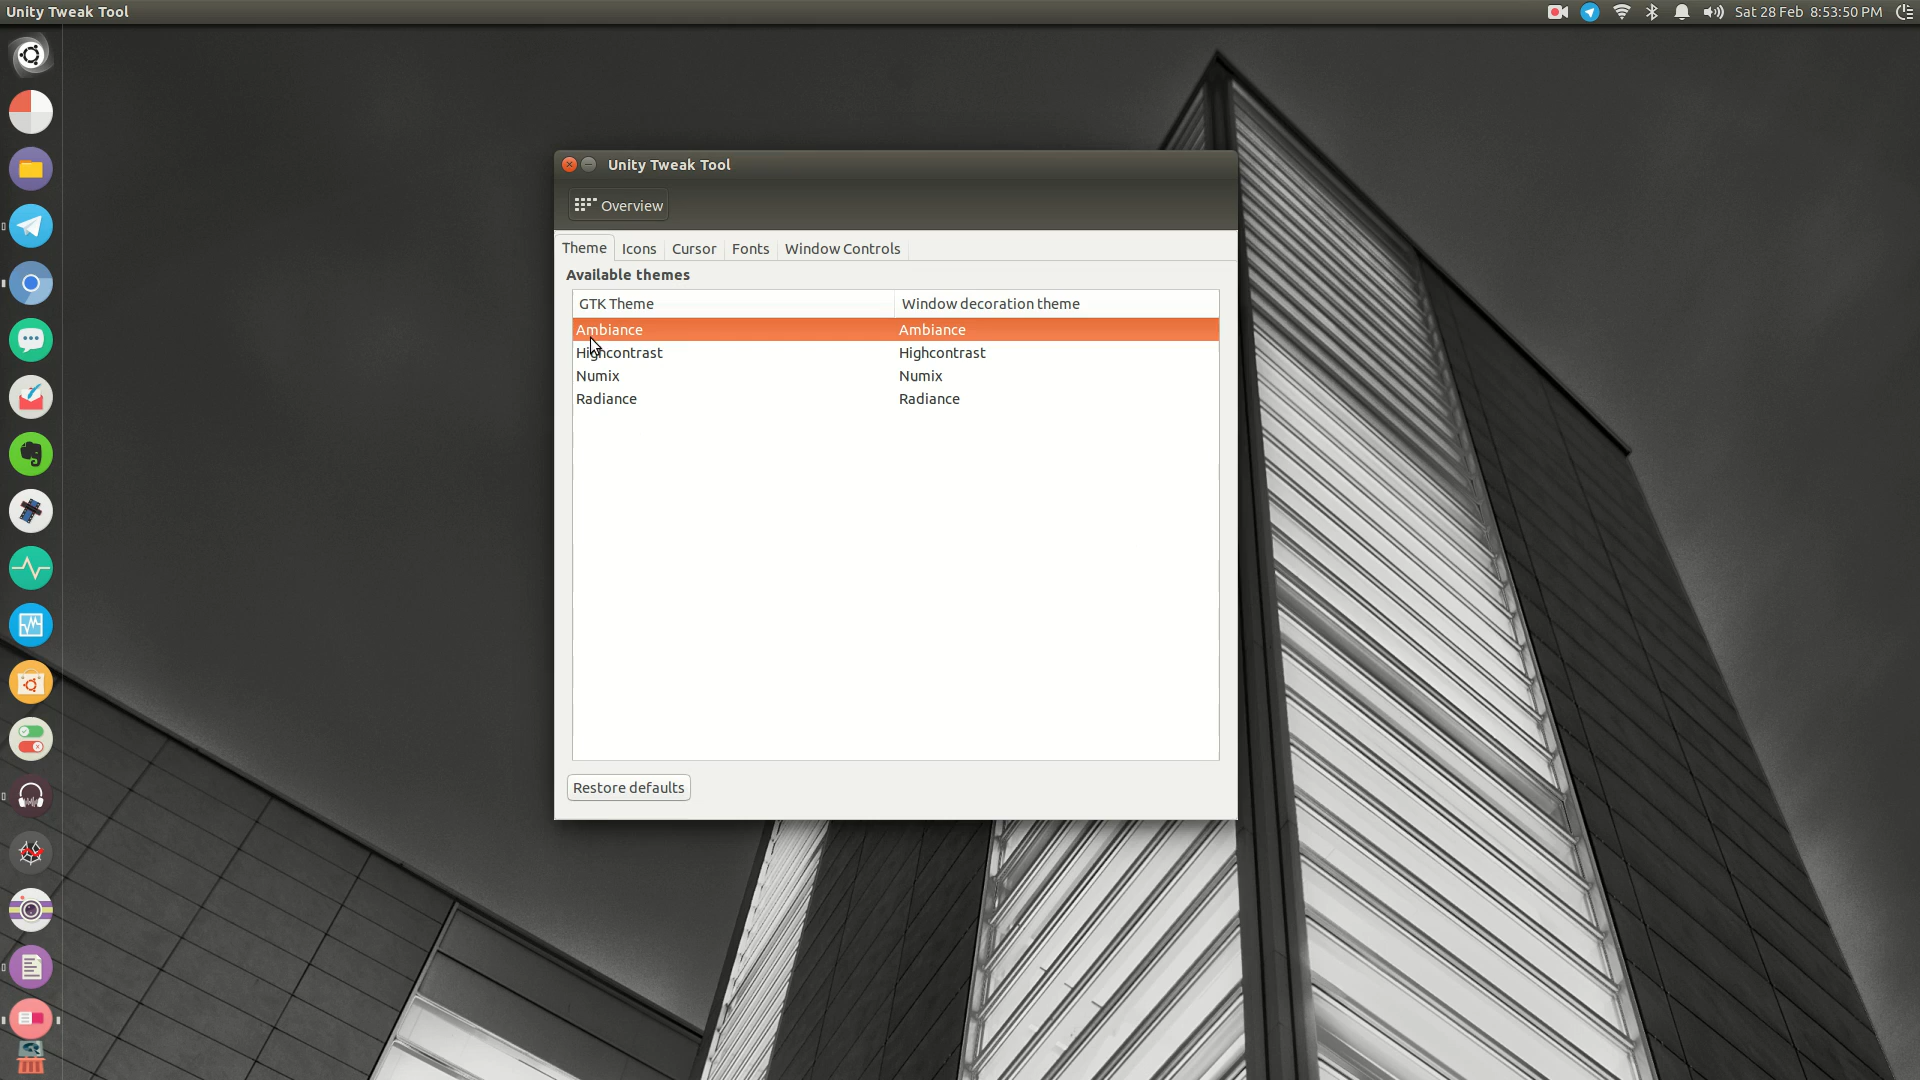 Unity Tweak Tool
Sat 28 Feb 8:53:50 PM
Unity Tweak Tool
Overview
Theme Icons Cursor Fonts Window Controls
Available themes
GTK Theme Window decoration theme
Ambiance Ambiance
Highcontrast Highcontrast
Numix Numix
Radiance Radiance
Restore defaults